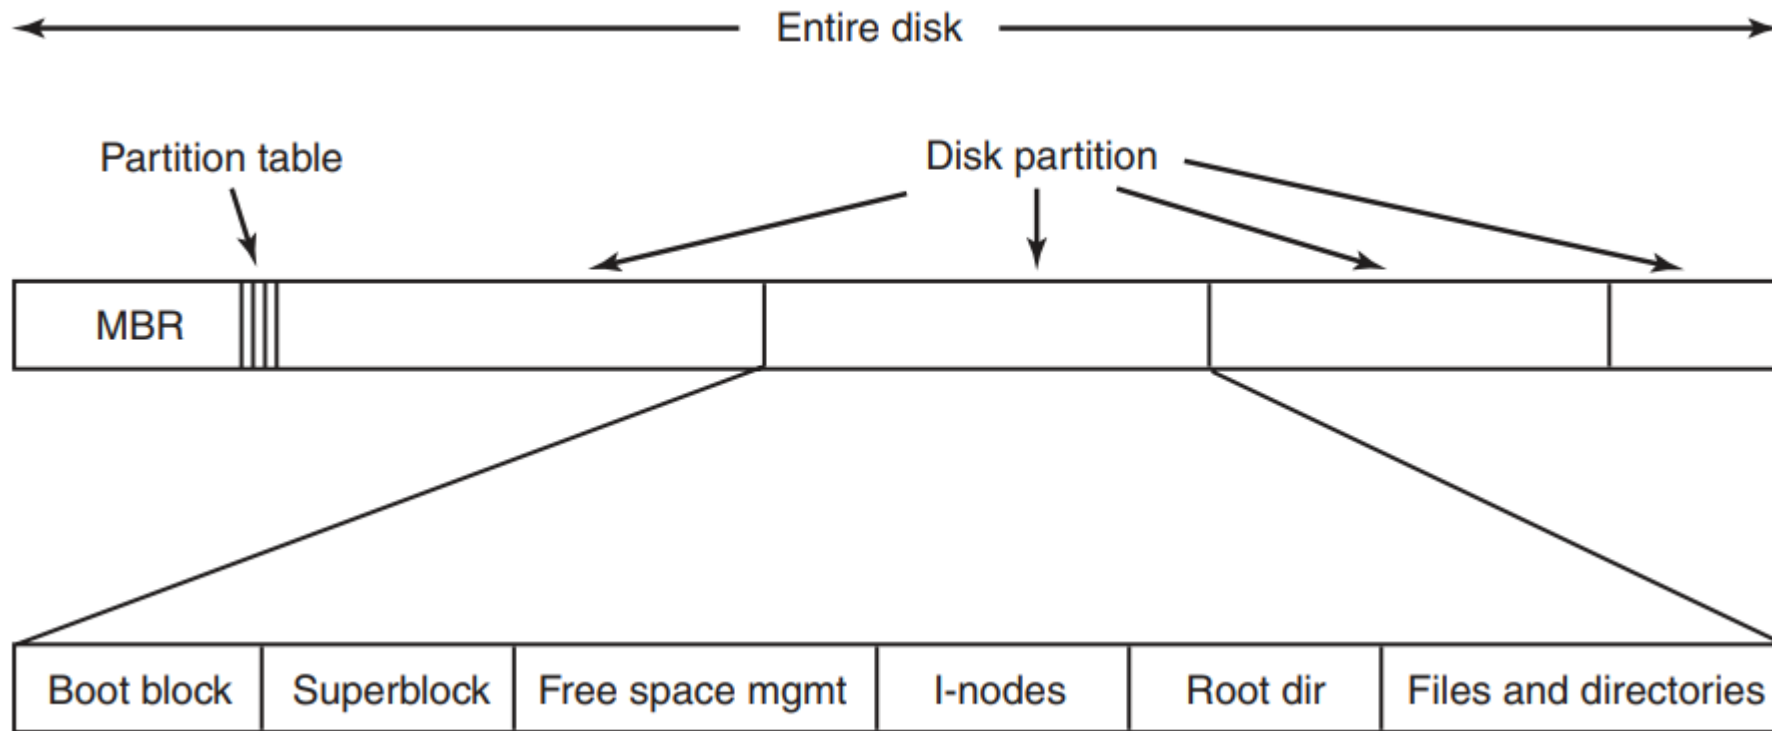 Entire disk
Partition table
Disk partition
MBR
Boot block
Superblock
Free space mgmt
I-nodes
Root dir
Files and directories